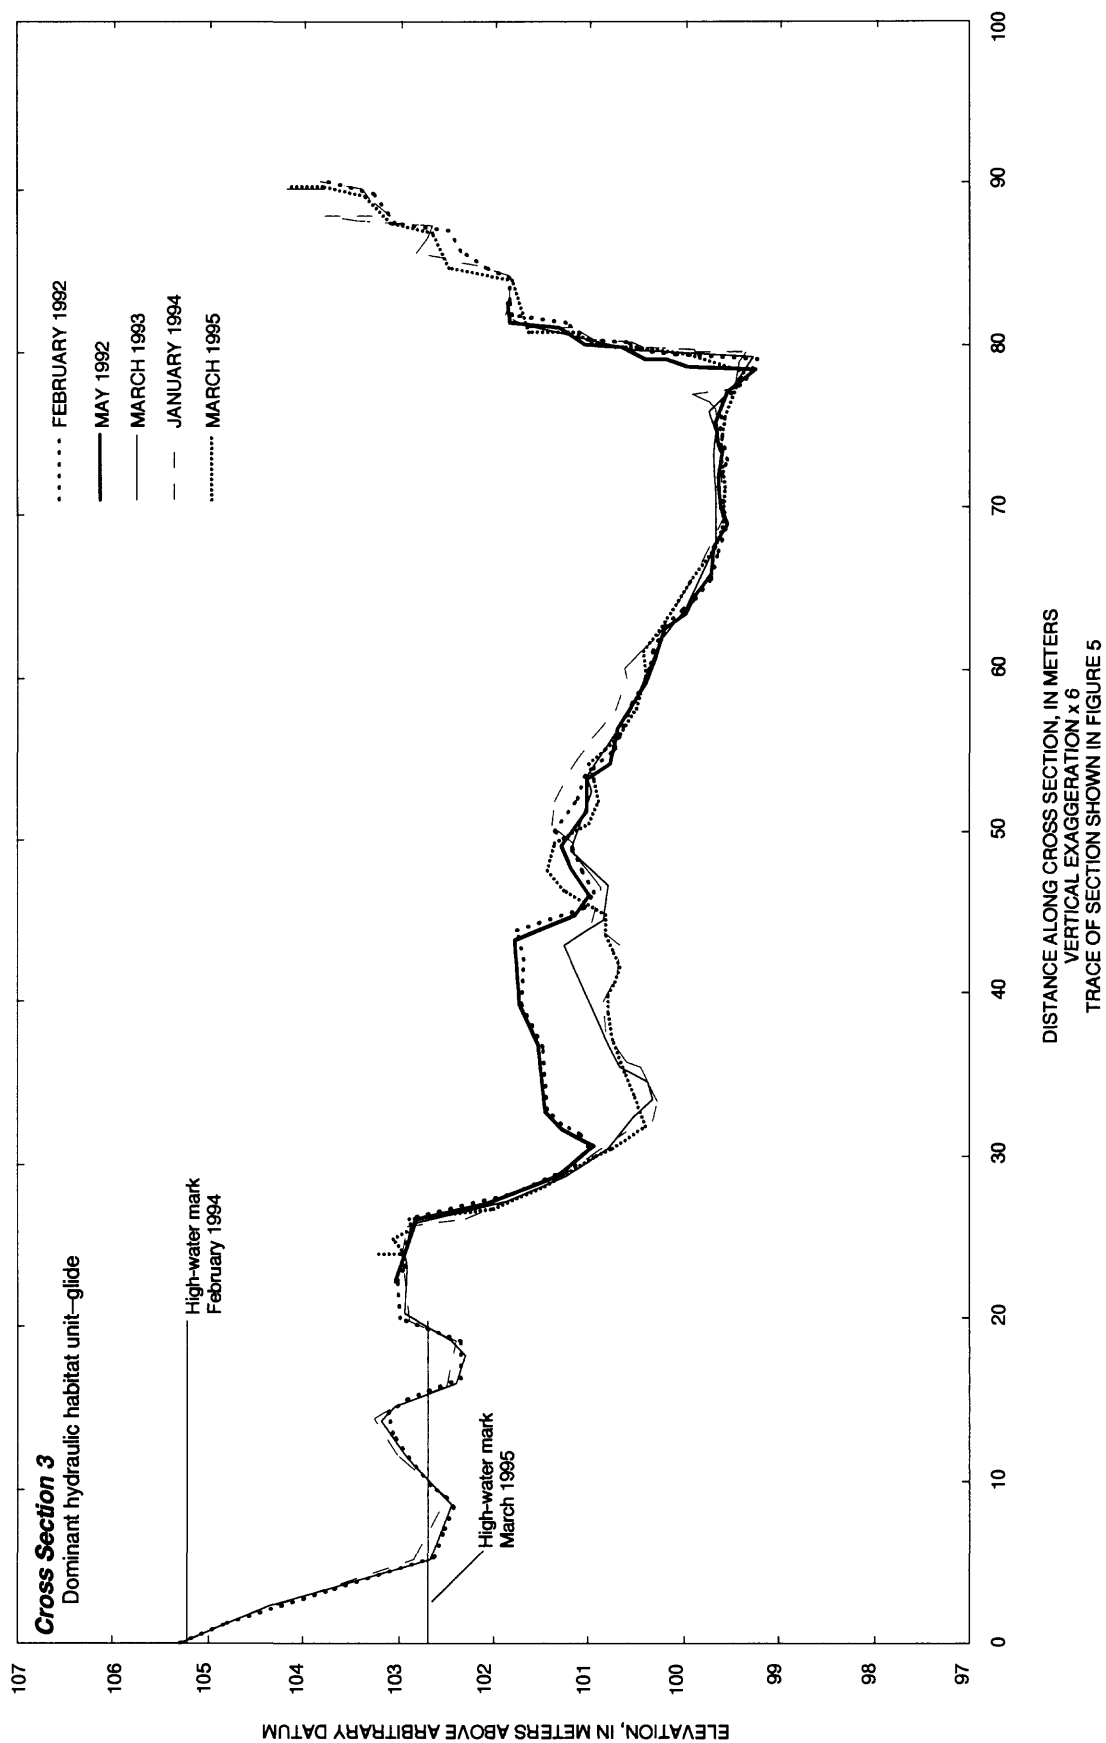 Cross Section 3
Dominant hydraulic habitat unit—glide
High-water mark
February 1994
High-water mark
March 1995
FEBRUARY 1992
MAY 1992
MARCH 1993
JANUARY 1994
MARCH 1995
ELEVATION, IN METERS ABOVE ARBITRARY DATUM
107
106
105
104
103
102
101
100
99
98
97
0
10
20
30
40
50
60
70
80
90
100
DISTANCE ALONG CROSS SECTION, IN METERS
VERTICAL EXAGGERATION x 6
TRACE OF SECTION SHOWN IN FIGURE 5